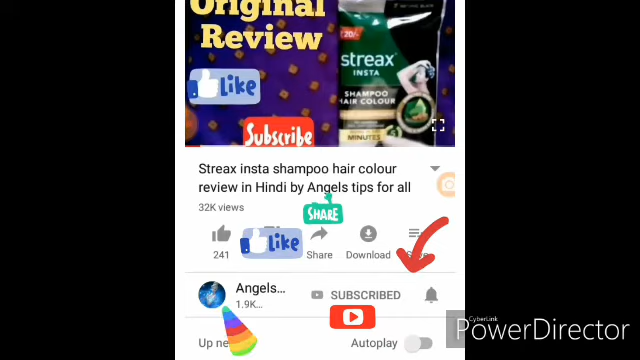 Original
Review
₹20/-
streax
INSTA
SHAMPOO
HAIR COLOUR
MINUTES
Like
Subscribe
Streax insta shampoo hair colour
review in Hindi by Angels tips for all
32K views
SHARE
Like
241
Share
Download
Angels...
1.9K...
SUBSCRIBED
Up ne
Autoplay
CyberLink
PowerDirector